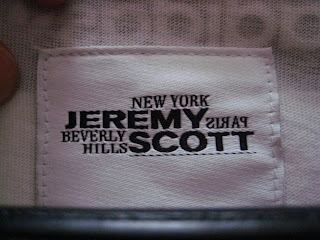 NEW YORK
JEREMY PARIS
BEVERLY HILLS SCOTT